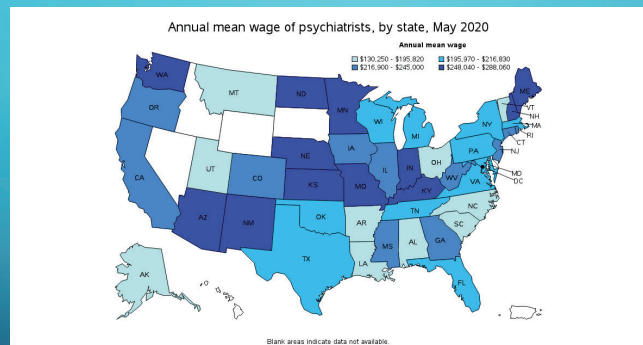 Annual mean wage of psychiatrists, by state, May 2020
Annual mean wage
$130,250 - $195,820 $195,970 - $216,830
$216,900 - $245,000 $248,040 - $288,060
WA
MT
ND
MN
ME
OR
WI
MI
NY
VT
NH
MA
RI
CT
NJ
IA
NE
PA
IL
IN
OH
MD
DC
UT
CO
KS
MO
KY
WV
VA
CA
AZ
NM
OK
AR
TN
NC
SC
TX
LA
MS
AL
GA
FL
AK
Blank areas indicate data not available.